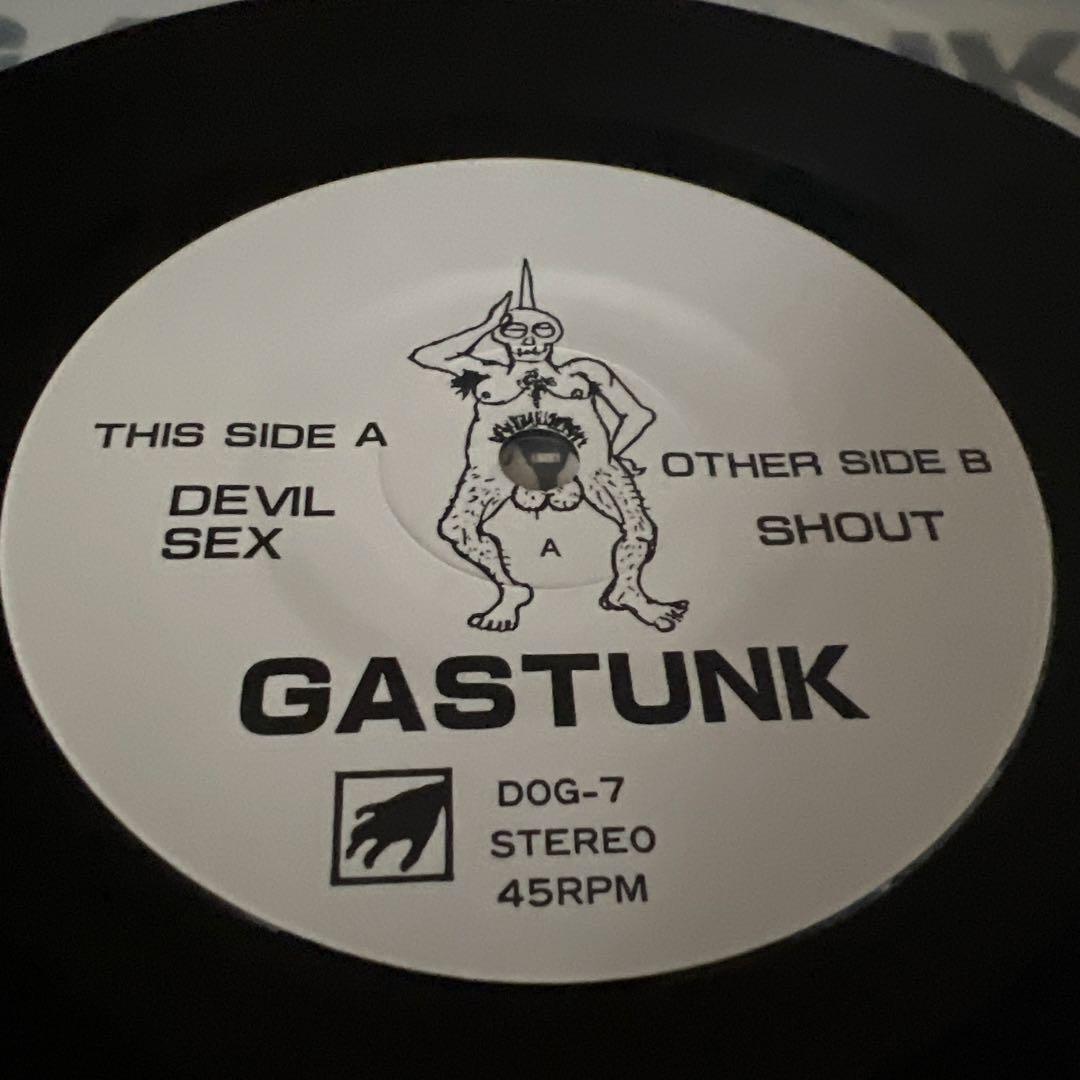 THIS SIDE A
DEVIL
SEX
OTHER SIDE B
SHOUT
A
GASTUNK
DOG-7
STEREO
45RPM